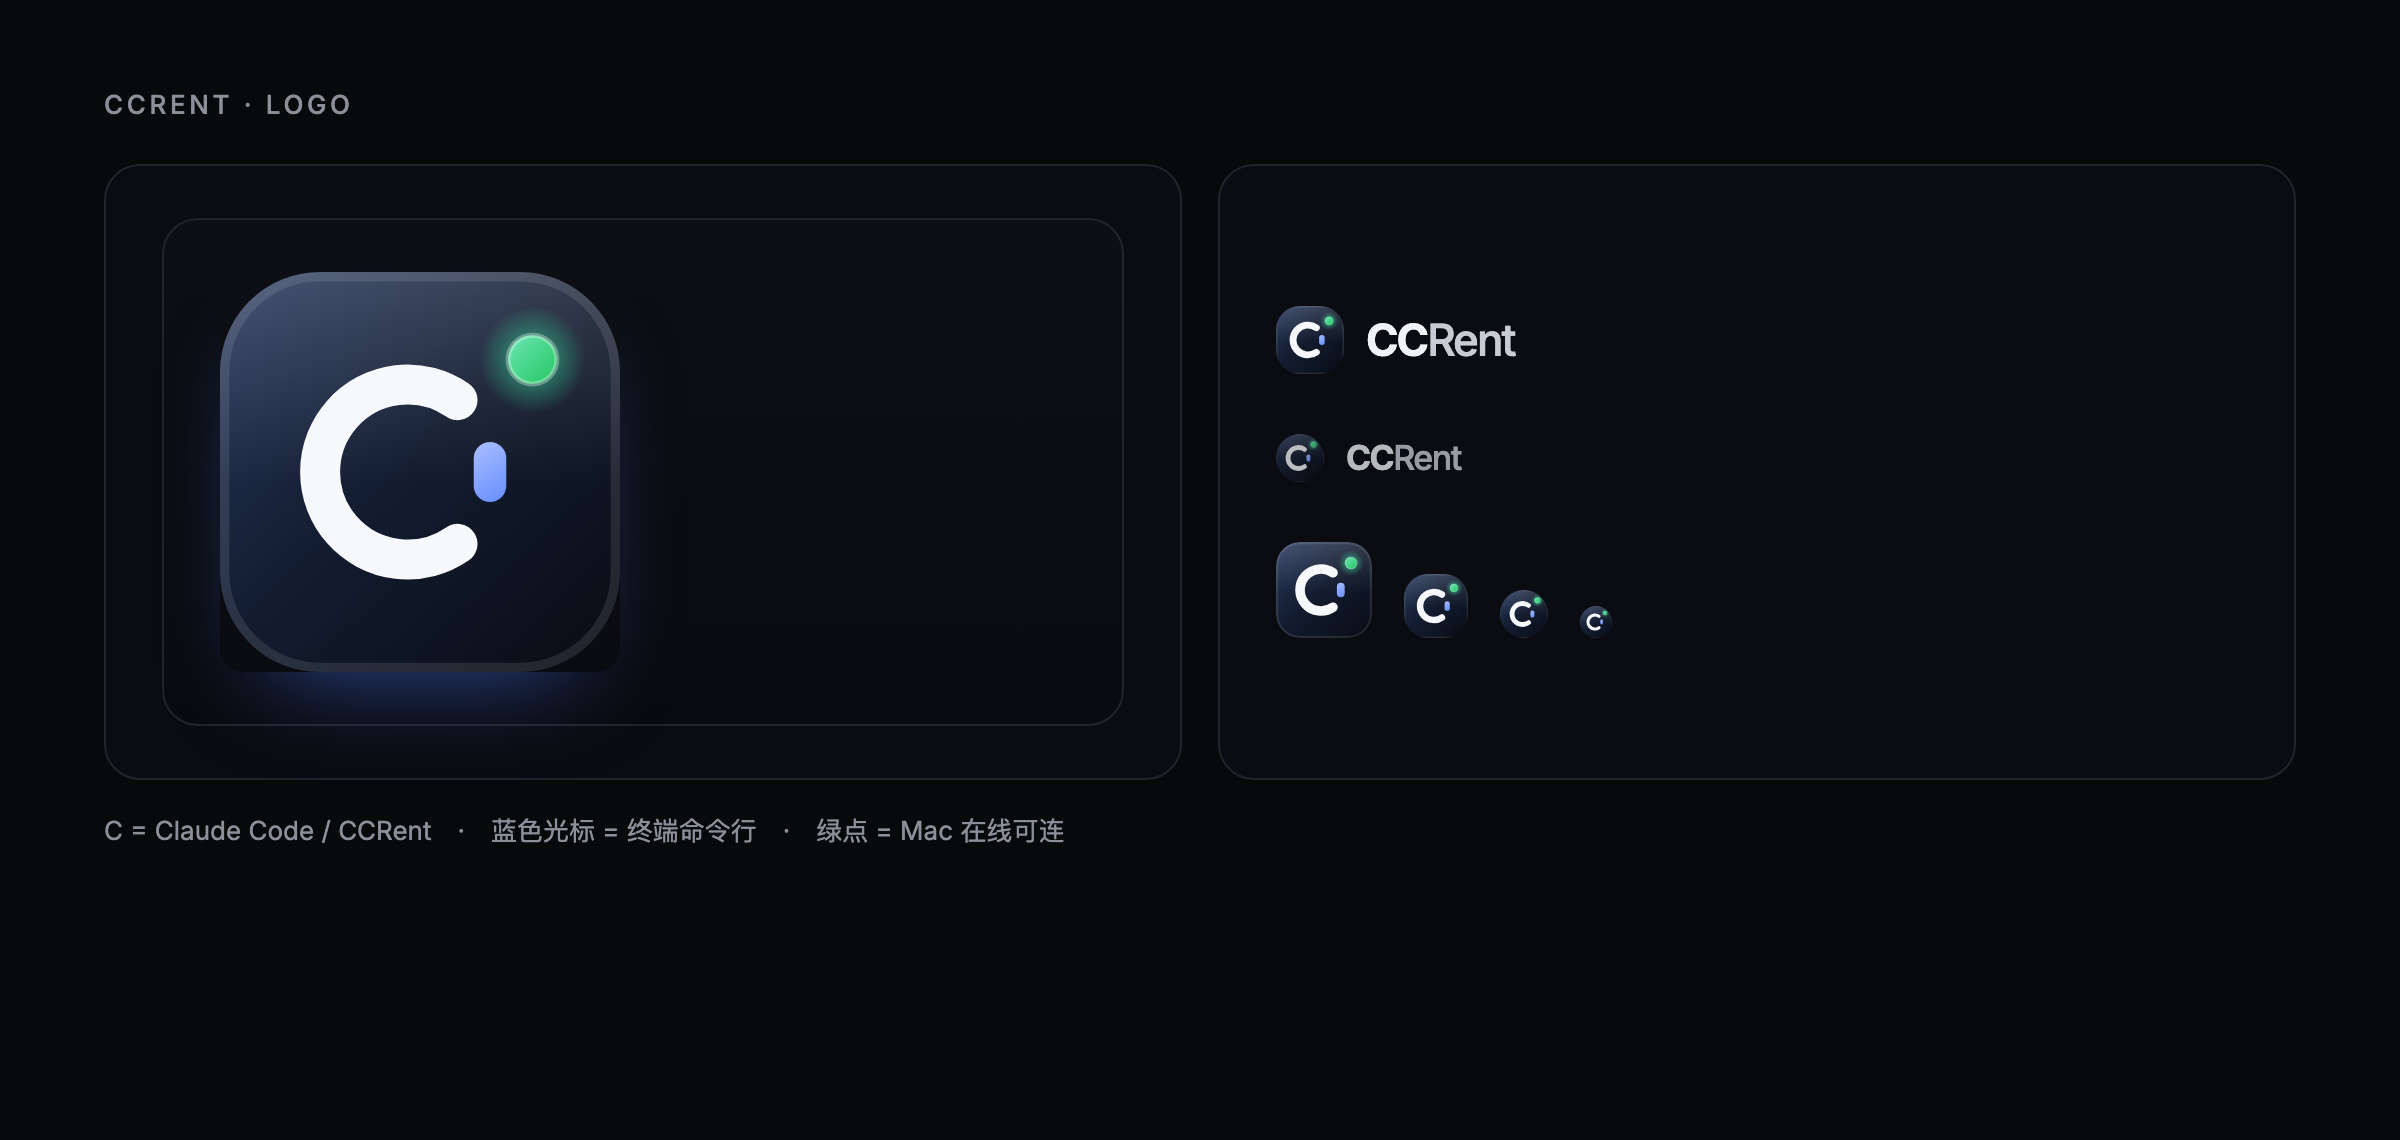 CCRENT · LOGO
CCRent
CCRent
C = Claude Code / CCRent · 蓝色光标 = 终端命令行 · 绿点 = Mac 在线可连